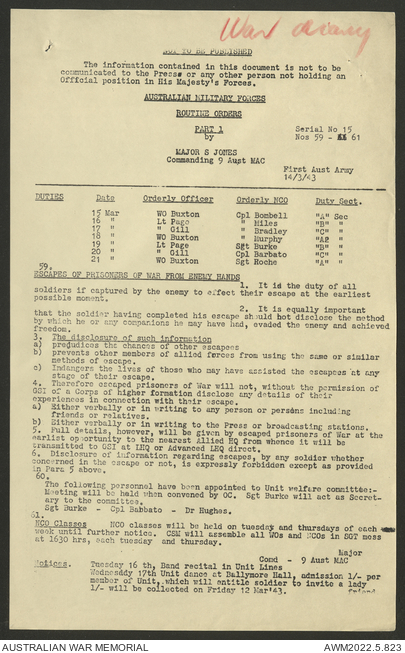 War diary
NOT TO BE PUBLISHED
The information contained in this document is not to be
communicated to the Press or any other person not holding an
Official position in His Majesty's Forces.
AUSTRALIAN MILITARY FORCES
ROUTINE ORDERS
PART 1
by
Serial No 15
Nos 59 - 61
MAJOR S JONES
Commanding 9 Aust MAC
First Aust Army
14/3/43
DUTIES Date Orderly Officer Orderly NCO Duty Sect.
15 Mar WO Buxton Cpl Bombell "A" Sec
16 " Lt Page " Miles "B" "
17 " " Gill " Bradley "C" "
18 " WO Buxton " Murphy "A2 "
19 " Lt Page Sgt Burke "B" "
20 " " Gill Cpl Barbato "C" "
21 " WO Buxton Sgt Roche "A" "
59.
ESCAPES OF PRISONERS OF WAR FROM ENEMY HANDS
1. It is the duty of all
soldiers if captured by the enemy to effect their escape at the earliest
possible moment.
2. It is equally important
that the soldier having completed his escape should not disclose the method
by which he or any companions he may have had, evaded the enemy and achieved
freedom.
3. The disclosure of such information
a) prejudices the chances of other escapees
b) prevents other members of allied forces from using the same or similar
methods of escape.
c) Indangers the lives of those who may have assisted the escapees at any
stage of their escape.
4. Therefore escaped prisoners of War will not, without the permission of
GSI of a Corps of higher formation disclose any details of their
experiences in connection with their escape.
a) Either verbally or in writing to any person or persons including
friends or relatives.
b) Either verbally or in writing to the Press or broadcasting stations.
5. Full details, however, will be given by escaped prisoners of War at the
earlist opportunity to the nearest Allied HQ from whence it will be
transmitted to GSI at LHQ or Advanced LHQ direct.
6. Disclosure of information regarding escapes, by any soldier whether
concerned in the escape or not, is expressly forbidden except as provided
in Para 5 above.
60.
The following personnel have been appointed to Unit welfare committee:-
Meeting will be held when convened by OC. Sgt Burke will act as Secret-
ary to the committee.
Sgt Burke - Cpl Barbato - Dr Hughes.
61.
NCO Classes NCO classes will be held on tuesday and thursdays of each
week until further notice. CSM will assemble all WOs and NCOs in SGT mess
at 1630 hrs, each tuesday and thursday.
Major
Comd - 9 Aust MAC
Notices. Tuesday 16 th, Band recital in Unit Lines
Wednesday 17th Unit dance at Ballymore Hall, admission 1/- per
member of Unit, which will entitle soldier to invite a lady
1/- will be collected on Friday 12 Mar'43.
AUSTRALIAN WAR MEMORIAL
AWM2022.5.823